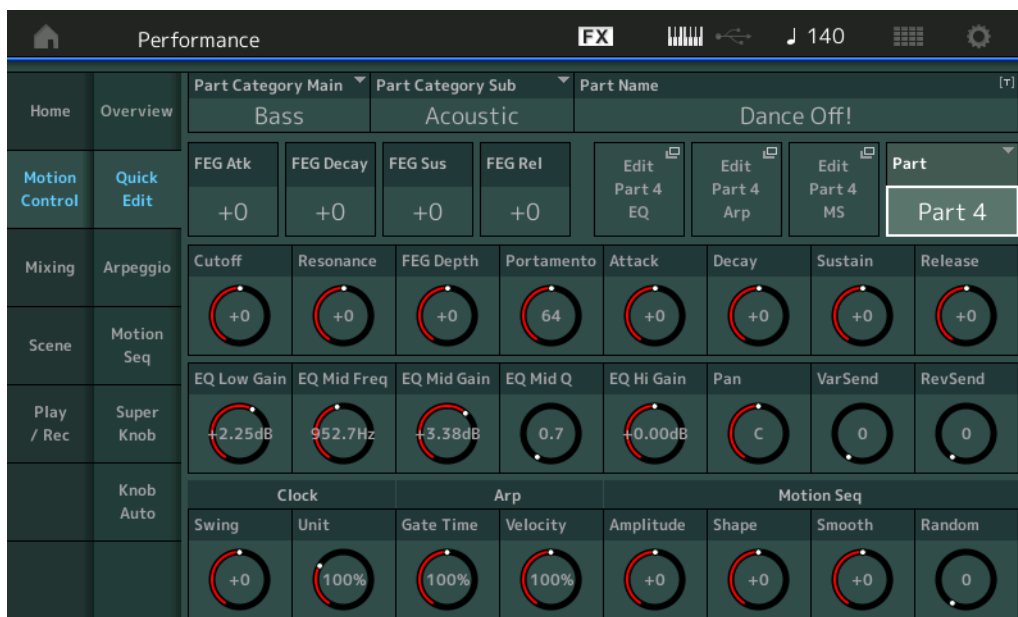 Performance FX 140
Part Category Main Part Category Sub Part Name [T]
Home Overview
Bass Acoustic Dance Off!
FEG Atk FEG Decay FEG Sus FEG Rel Edit Edit Edit Part
Motion Quick Part 4 Part 4 Part 4
Control Edit EQ Arp MS
+0 +0 +0 +0 Part 4
Mixing Arpeggio
Cutoff Resonance FEG Depth Portamento Attack Decay Sustain Release
+0 +0 +0 64 +0 +0 +0 +0
Scene Motion
Seq
EQ Low Gain EQ Mid Freq EQ Mid Gain EQ Mid Q EQ Hi Gain Pan VarSend RevSend
Play Super
/ Rec Knob
+2.25dB 952.7Hz +3.38dB 0.7 +0.00dB C 0 0
Knob
Auto
Clock Arp Motion Seq
Swing Unit Gate Time Velocity Amplitude Shape Smooth Random
+0 100% 100% 100% +0 +0 +0 0